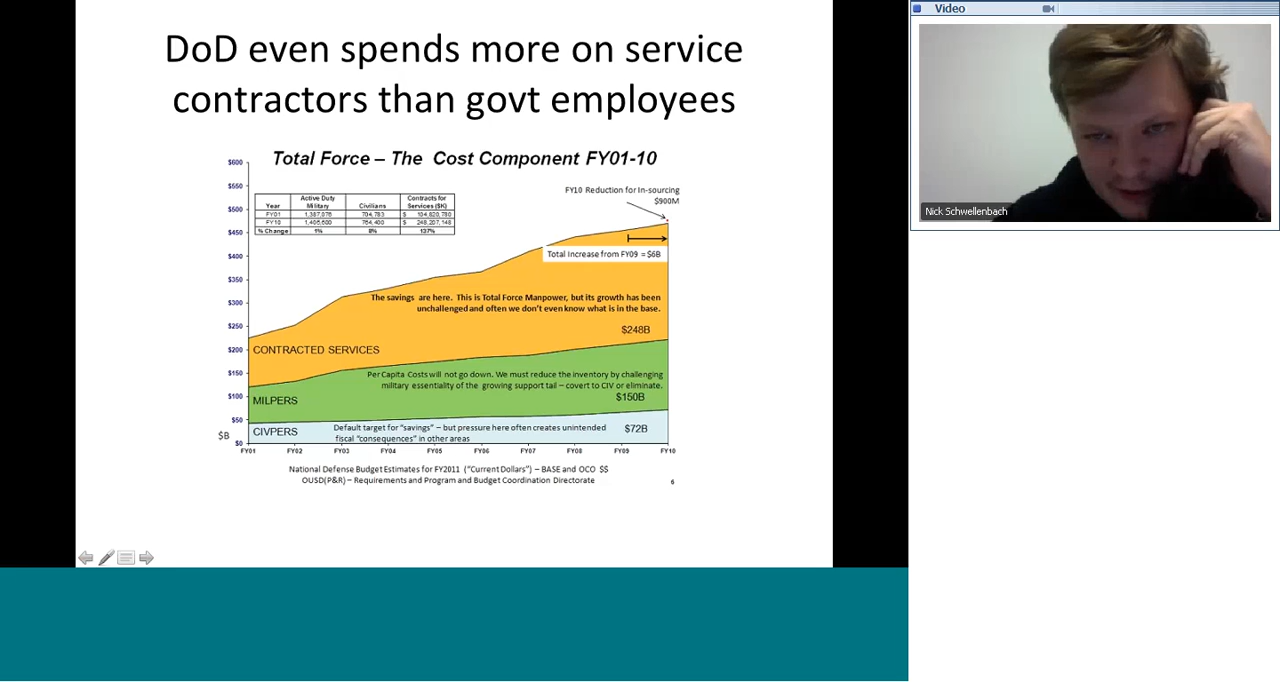 DoD even spends more on service
contractors than govt employees
Total Force – The Cost Component FY01-10
$600
$550
$500
$450
$400
$350
$300
$250
$200
$150
$100
$50
$0
$B
Year Active Duty Military Civilians Contracts for Services ($K)
FY01 1,387,076 704,783 $ 104,820,780
FY10 1,405,600 764,400 $ 248,207,148
% Change 1% 8% 137%
FY10 Reduction for In-sourcing
$900M
Total Increase from FY09 = $6B
The savings are here. This is Total Force Manpower, but its growth has been
unchallenged and often we don't even know what is in the base.
$248B
CONTRACTED SERVICES
Per Capita Costs will not go down. We must reduce the inventory by challenging
military essentiality of the growing support tail – covert to CIV or eliminate.
$150B
MILPERS
CIVPERS
Default target for "savings" – but pressure here often creates unintended
fiscal "consequences" in other areas
$72B
FY01 FY02 FY03 FY04 FY05 FY06 FY07 FY08 FY09 FY10
National Defense Budget Estimates for FY2011 ("Current Dollars") – BASE and OCO $$
OUSD(P&R) – Requirements and Program and Budget Coordination Directorate
6
Video
Nick Schwellenbach